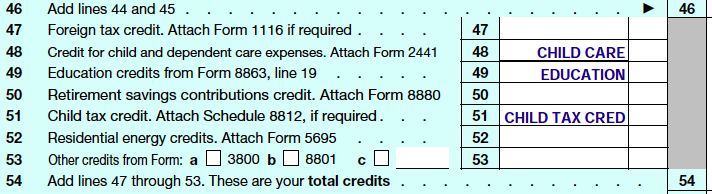 46 Add lines 44 and 45 . . . . . . . . . . . . . . . . . . . ▶ 46
47 Foreign tax credit. Attach Form 1116 if required . . . . 47
48 Credit for child and dependent care expenses. Attach Form 2441 48 CHILD CARE
49 Education credits from Form 8863, line 19 . . . . . 49 EDUCATION
50 Retirement savings contributions credit. Attach Form 8880 50
51 Child tax credit. Attach Schedule 8812, if required . . . 51 CHILD TAX CRED
52 Residential energy credits. Attach Form 5695 . . . . 52
53 Other credits from Form: a 3800 b 8801 c 53
54 Add lines 47 through 53. These are your total credits . . . . . . . . . . 54